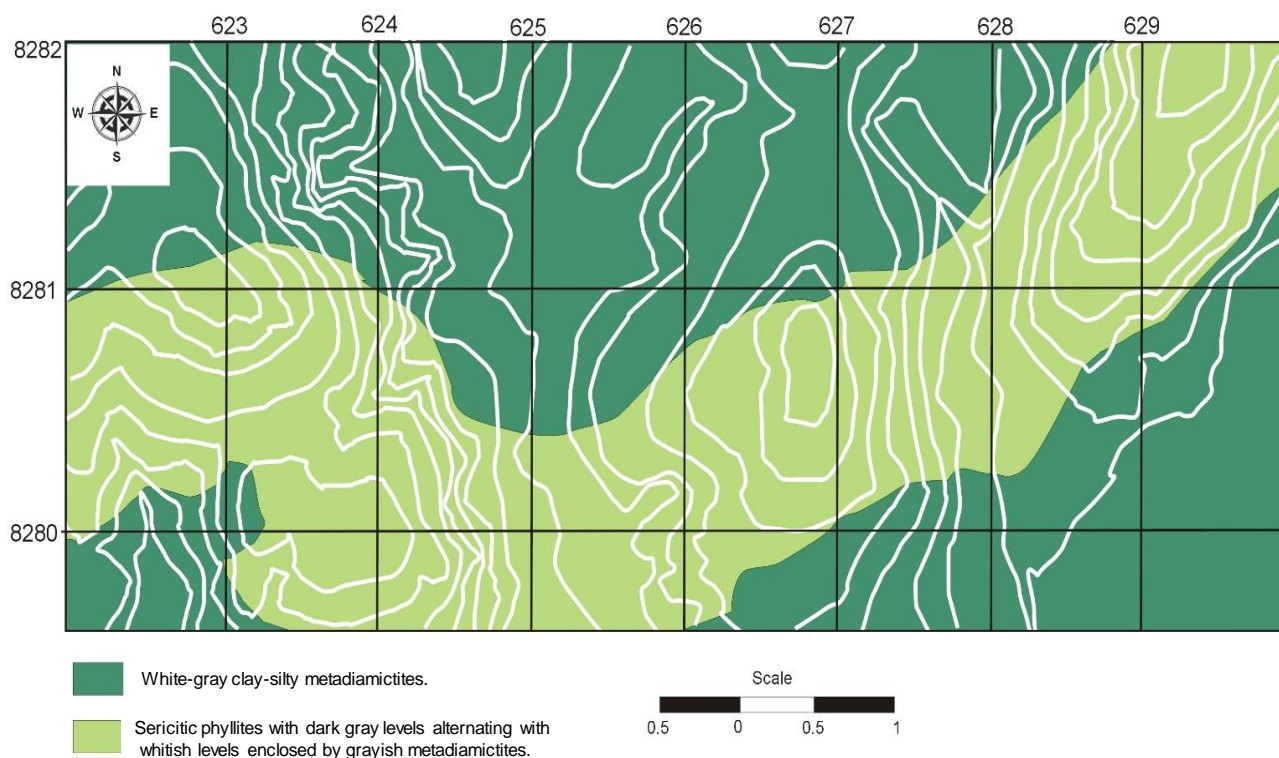 623 624 625 626 627 628 629
8282
N
W E
S
8281
8280
White-gray clay-silty metadiamictites.
Scale
0.5 0 0.5 1
Sericitic phyllites with dark gray levels alternating with
whitish levels enclosed by grayish metadiamictites.